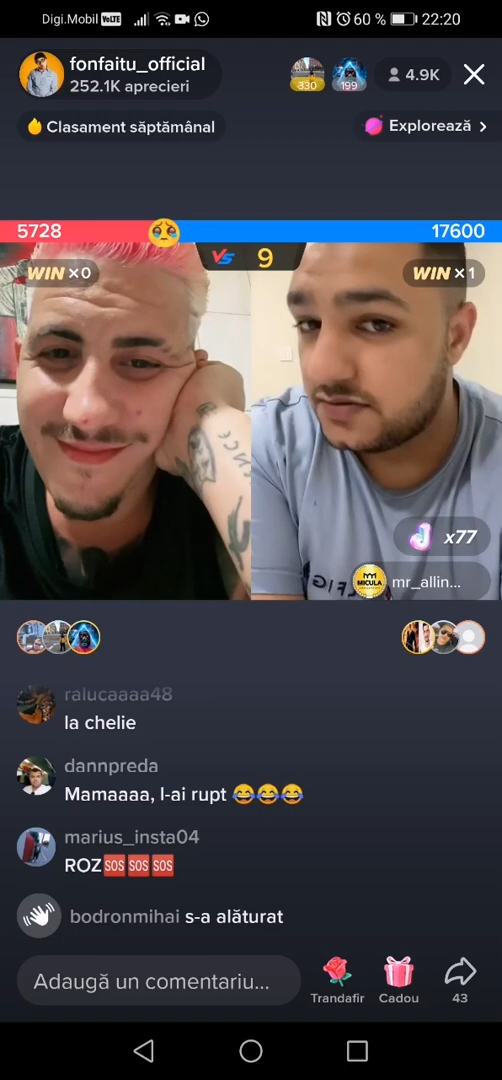 Digi.Mobil VoLTE 60 % 22:20
fonfaitu_official
252.1K aprecieri
330 199 4.9K
Clasament săptămânal Explorează
5728 17600
WIN ×0 VS 9 WIN ×1
x77
MICULA mr_allin...
ralucaaaa48
la chelie
dannpreda
Mamaaaa, l-ai rupt 😂😂😂
marius_insta04
ROZ🆘🆘🆘
bodronmihai s-a alăturat
Adaugă un comentariu...
Trandafir Cadou 43